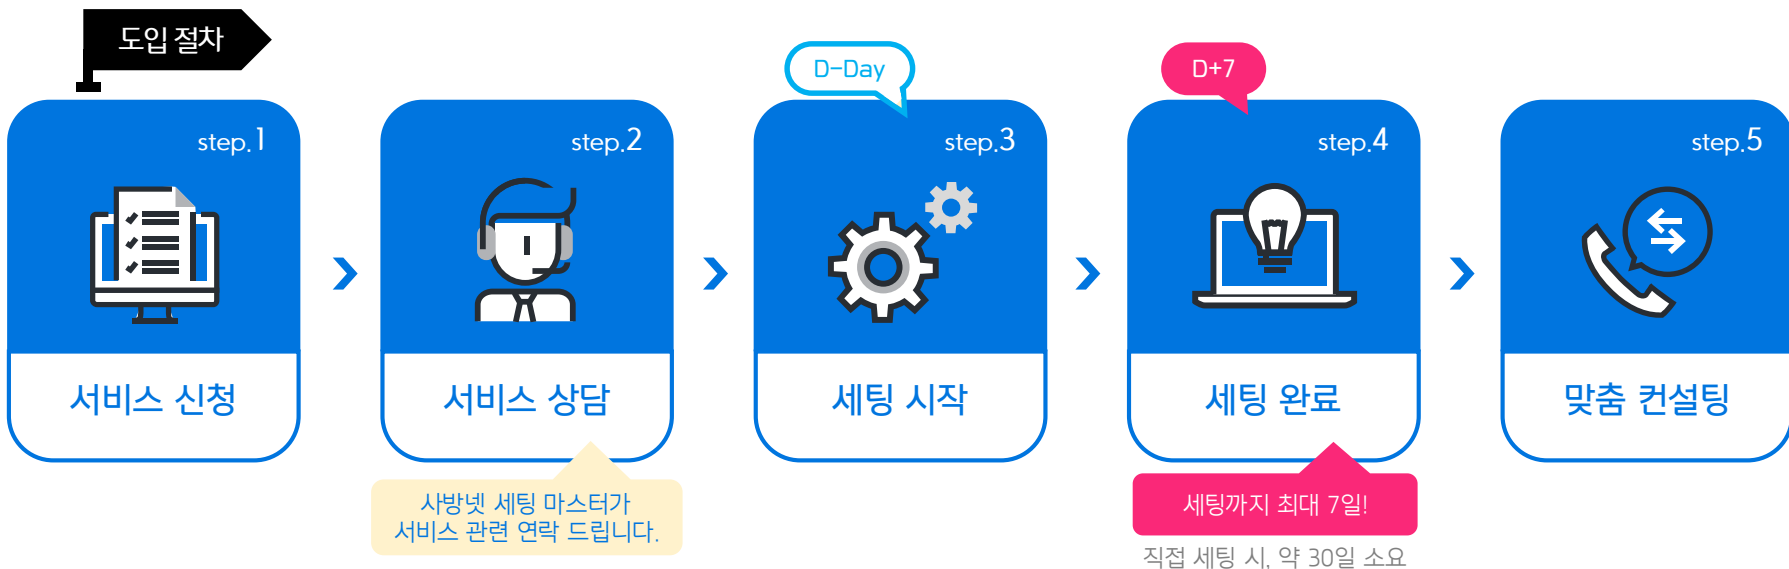 도입 절차
step.1
서비스 신청
step.2
서비스 상담
사방넷 세팅 마스터가
서비스 관련 연락 드립니다.
D-Day
step.3
세팅 시작
D+7
step.4
세팅 완료
세팅까지 최대 7일!
직접 세팅 시, 약 30일 소요
step.5
맞춤 컨설팅